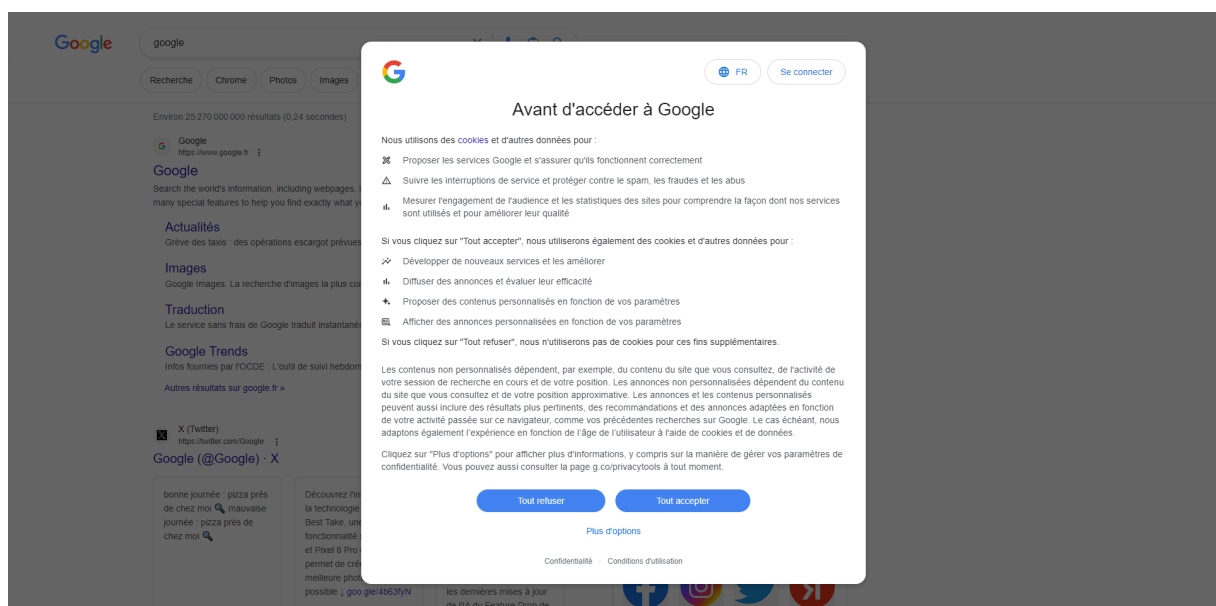 Google
google
Recherche
Chrome
Photos
Images
Environ 25 270 000 000 résultats (0,24 secondes)
G
Google
https://www.google.fr
Google
Search the world's information, including webpages,
many special features to help you find exactly what
Actualités
Grève des taxis : des opérations escargot prévues
Images
Google Images. La recherche d'images la plus
Traduction
Le service sans frais de Google traduit
Google Trends
Infos fournies par l'OCDE : L'outil de suivi
Autres résultats sur google.fr »
X (Twitter)
https://twitter.com/Google
Google (@Google) · X
bonne journée : pizza près
de chez moi 🔍 mauvaise
journée : pizza près de
chez moi 🔍
Découvrez
la technologie
Best Take,
fonctionnalité
et Pixel 8 Pro
permet de
meilleure
possible ↓ goo.gle/4b63fyN
les dernières mises à jour
de l'IA du Feature Drop de
G
FR
Se connecter
Avant d'accéder à Google
Nous utilisons des cookies et d'autres données pour :
Proposer les services Google et s'assurer qu'ils fonctionnent correctement
Suivre les interruptions de service et protéger contre le spam, les fraudes et les abus
Mesurer l'engagement de l'audience et les statistiques des sites pour comprendre la façon dont nos services
sont utilisés et pour améliorer leur qualité
Si vous cliquez sur "Tout accepter", nous utiliserons également des cookies et d'autres données pour :
Développer de nouveaux services et les améliorer
Diffuser des annonces et évaluer leur efficacité
Proposer des contenus personnalisés en fonction de vos paramètres
Afficher des annonces personnalisées en fonction de vos paramètres
Si vous cliquez sur "Tout refuser", nous n'utiliserons pas de cookies pour ces fins supplémentaires.
Les contenus non personnalisés dépendent, par exemple, du contenu du site que vous consultez, de l'activité de
votre session de recherche en cours et de votre position. Les annonces non personnalisées dépendent du contenu
du site que vous consultez et de votre position approximative. Les annonces et les contenus personnalisés
peuvent aussi inclure des résultats plus pertinents, des recommandations et des annonces adaptées en fonction
de votre activité passée sur ce navigateur, comme vos précédentes recherches sur Google. Le cas échéant, nous
adaptons également l'expérience en fonction de l'âge de l'utilisateur à l'aide de cookies et de données.
Cliquez sur "Plus d'options" pour afficher plus d'informations, y compris sur la manière de gérer vos paramètres de
confidentialité. Vous pouvez aussi consulter la page g.co/privacytools à tout moment.
Tout refuser
Tout accepter
Plus d'options
Confidentialité · Conditions d'utilisation